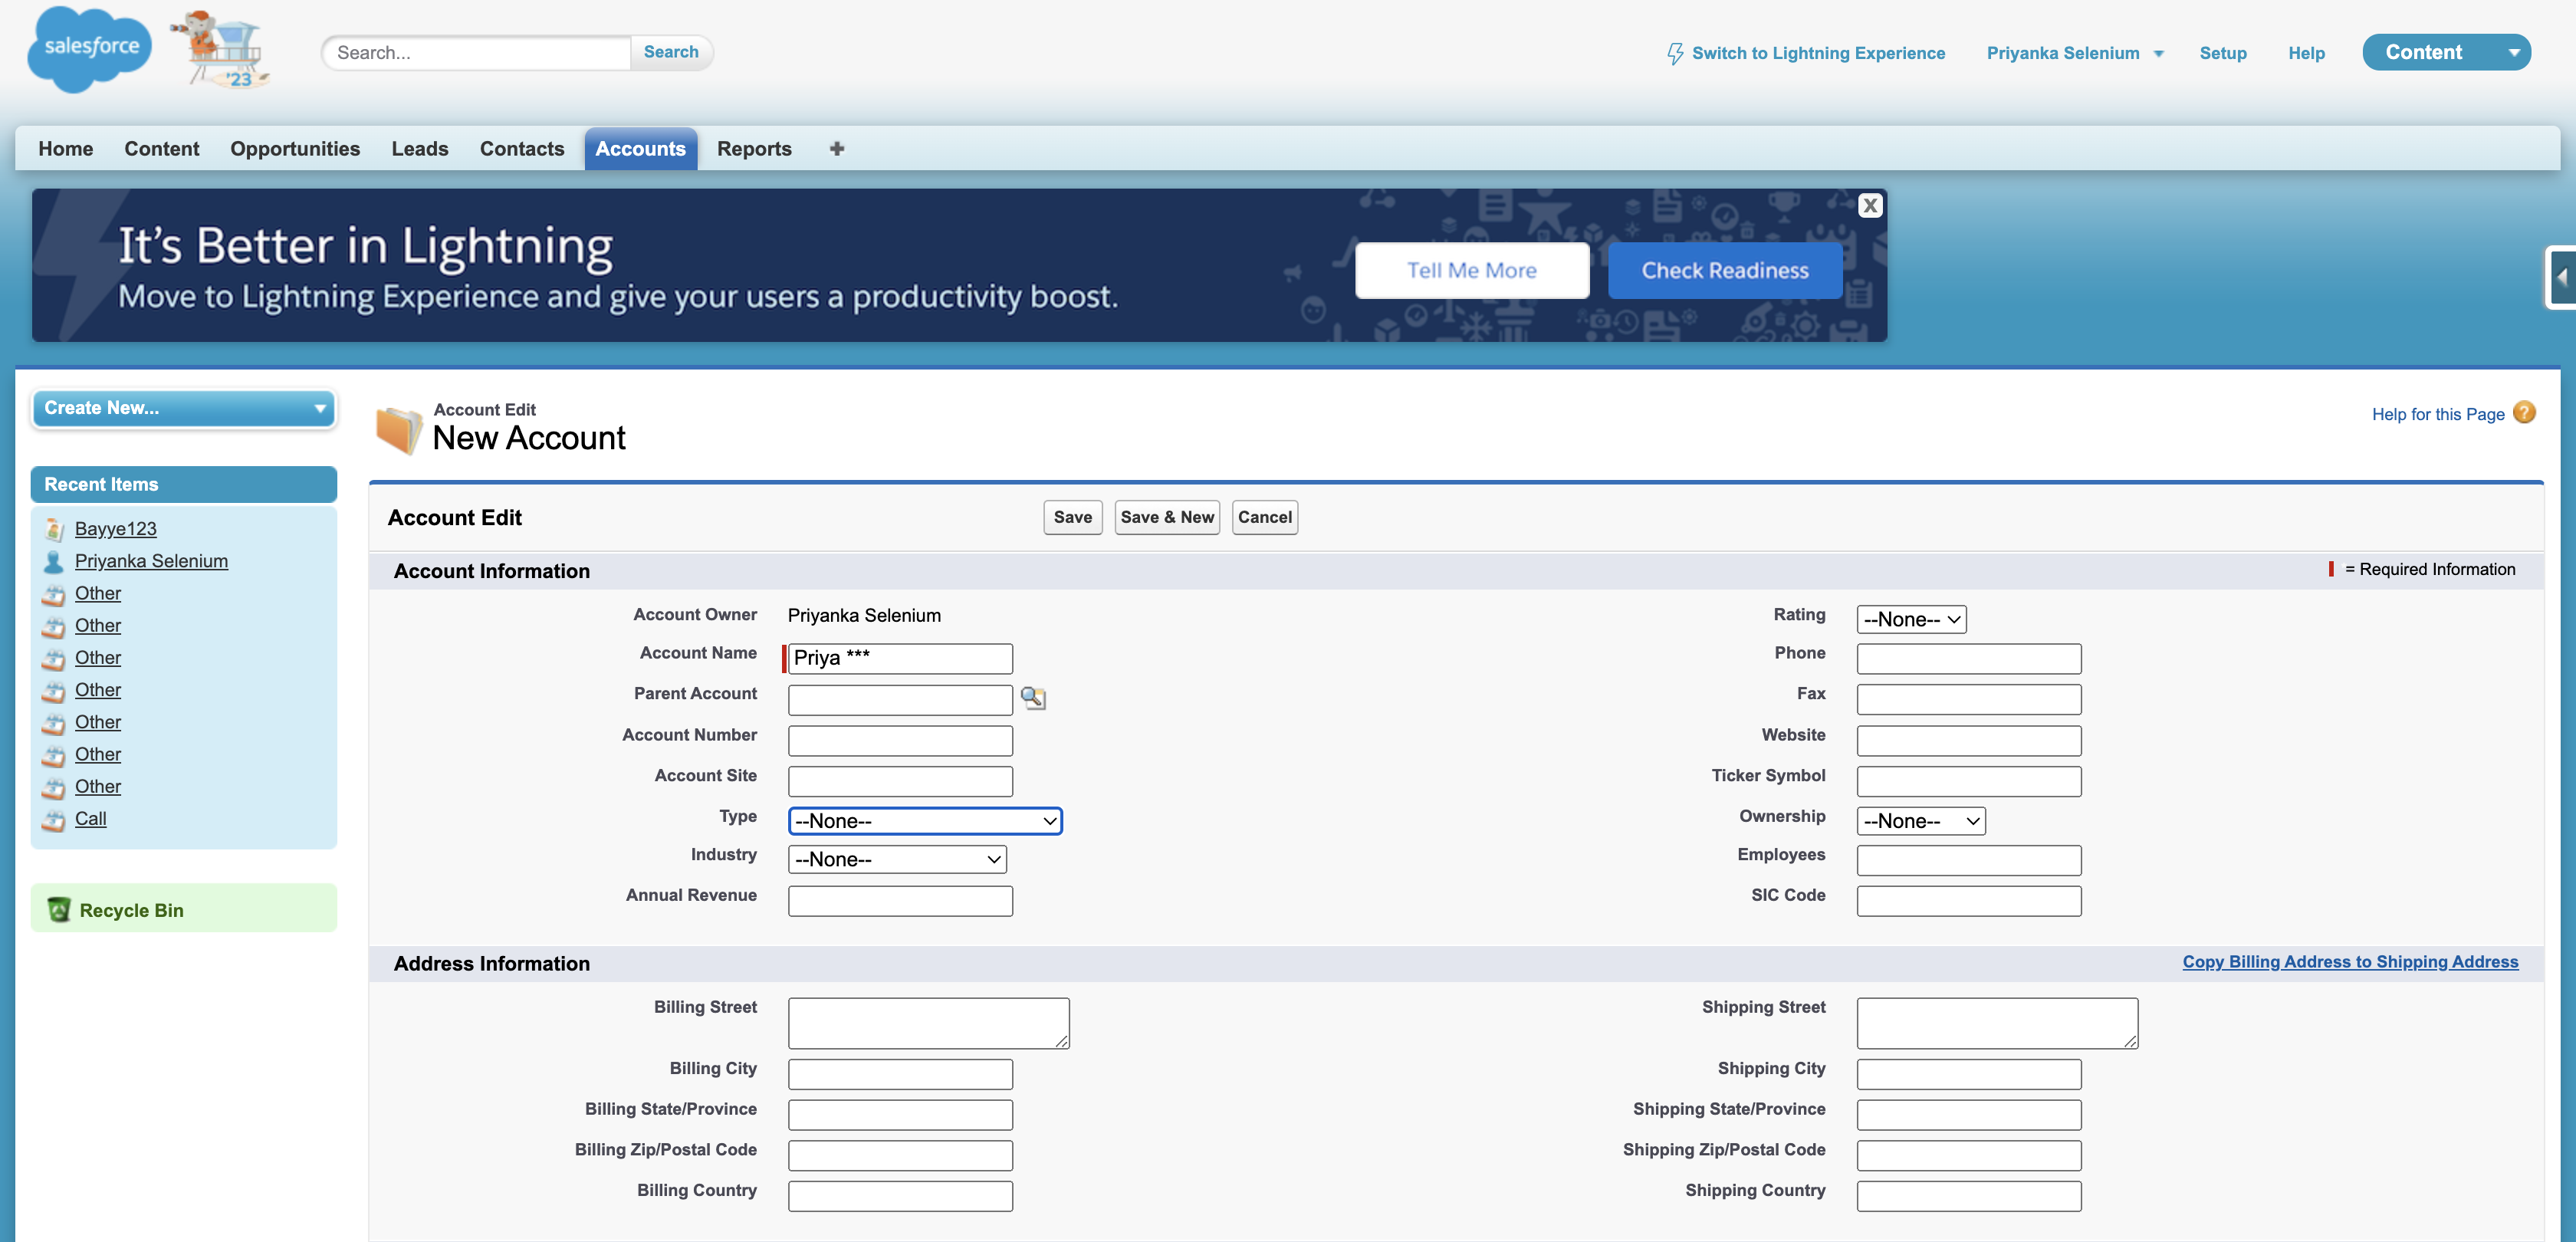 salesforce
'23
Search...
Search
Switch to Lightning Experience
Priyanka Selenium
Setup
Help
Content
Home
Content
Opportunities
Leads
Contacts
Accounts
Reports
+
It's Better in Lightning
Move to Lightning Experience and give your users a productivity boost.
Tell Me More
Check Readiness
X
Create New...
Recent Items
Bayye123
Priyanka Selenium
Other
Other
Other
Other
Other
Other
Other
Call
Recycle Bin
Account Edit
New Account
Help for this Page ?
Account Edit
Save
Save & New
Cancel
Account Information
= Required Information
Account Owner Priyanka Selenium
Account Name Priya ***
Parent Account
Account Number
Account Site
Type --None--
Industry --None--
Annual Revenue
Rating --None--
Phone
Fax
Website
Ticker Symbol
Ownership --None--
Employees
SIC Code
Address Information
Copy Billing Address to Shipping Address
Billing Street
Billing City
Billing State/Province
Billing Zip/Postal Code
Billing Country
Shipping Street
Shipping City
Shipping State/Province
Shipping Zip/Postal Code
Shipping Country